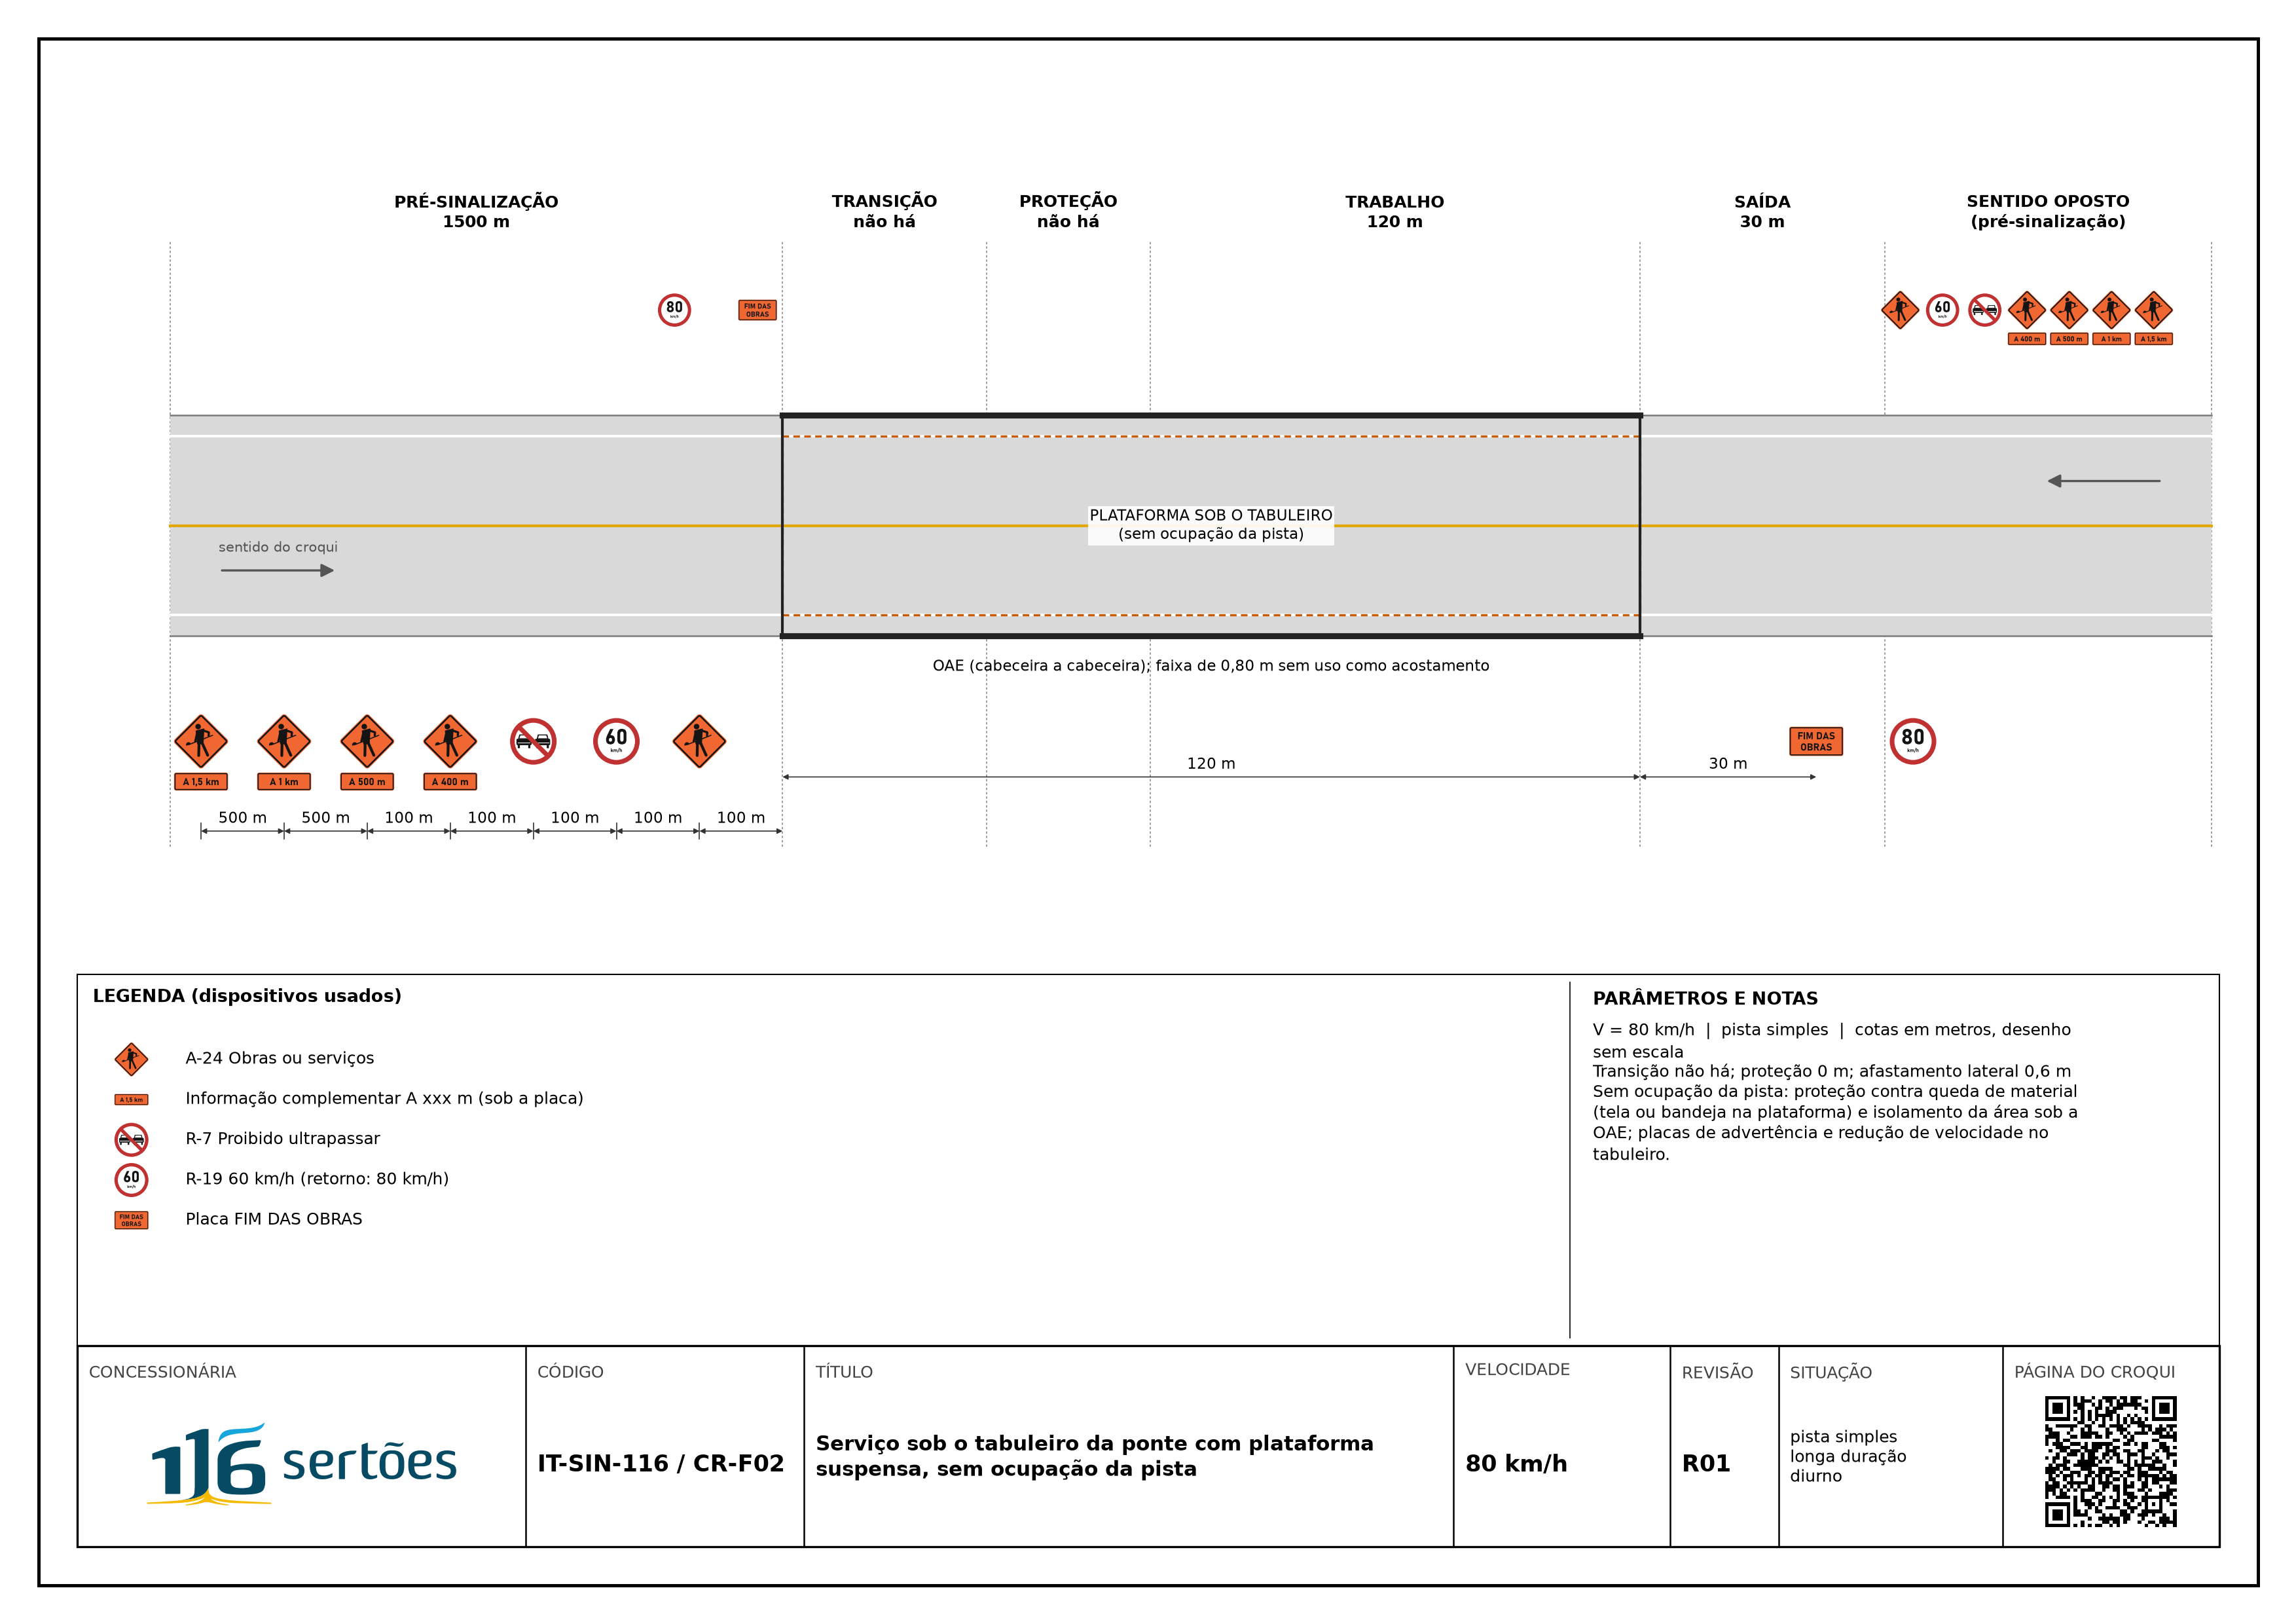 PRÉ-SINALIZAÇÃO
1500 m
TRANSIÇÃO
não há
PROTEÇÃO
não há
TRABALHO
120 m
SAÍDA
30 m
SENTIDO OPOSTO
(pré-sinalização)
80
km/h
FIM DAS
OBRAS
60
km/h
A 400 m
A 500 m
A 1 km
A 1,5 km
PLATAFORMA SOB O TABULEIRO
(sem ocupação da pista)
sentido do croqui
OAE (cabeceira a cabeceira); faixa de 0,80 m sem uso como acostamento
A 1,5 km
A 1 km
A 500 m
A 400 m
60
km/h
FIM DAS
OBRAS
80
km/h
120 m
30 m
500 m
500 m
100 m
100 m
100 m
100 m
100 m
LEGENDA (dispositivos usados)
A-24 Obras ou serviços
A 1,5 km
Informação complementar A xxx m (sob a placa)
R-7 Proibido ultrapassar
60
km/h
R-19 60 km/h (retorno: 80 km/h)
FIM DAS
OBRAS
Placa FIM DAS OBRAS
PARÂMETROS E NOTAS
V = 80 km/h | pista simples | cotas em metros, desenho
sem escala
Transição não há; proteção 0 m; afastamento lateral 0,6 m
Sem ocupação da pista: proteção contra queda de material
(tela ou bandeja na plataforma) e isolamento da área sob a
OAE; placas de advertência e redução de velocidade no
tabuleiro.
CONCESSIONÁRIA
116 sertões
CÓDIGO
IT-SIN-116 / CR-F02
TÍTULO
Serviço sob o tabuleiro da ponte com plataforma
suspensa, sem ocupação da pista
VELOCIDADE
80 km/h
REVISÃO
R01
SITUAÇÃO
pista simples
longa duração
diurno
PÁGINA DO CROQUI